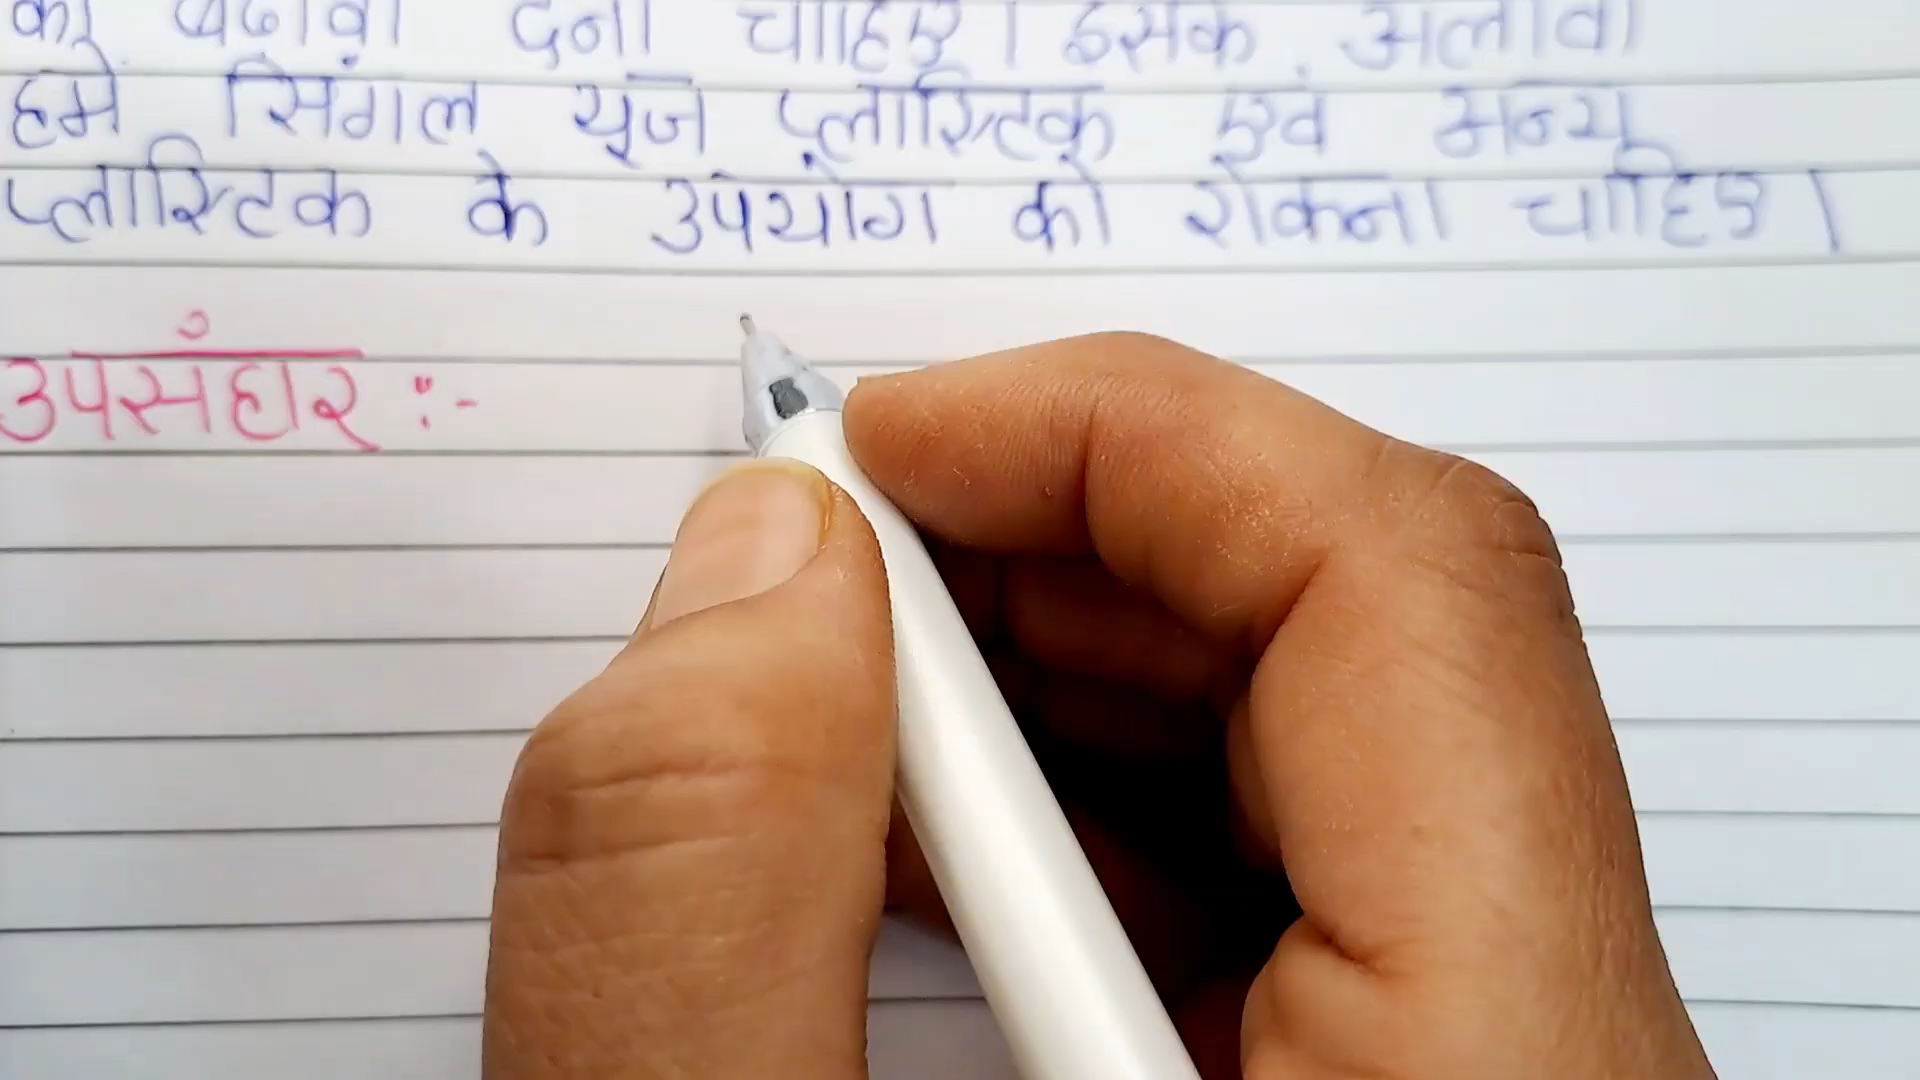 को बढ़ावा देना चाहिए। इसके अलावा
हमें सिंगल यूज प्लास्टिक एवं अन्य
प्लास्टिक के उपयोग को रोकना चाहिए।
उपसंहार :-